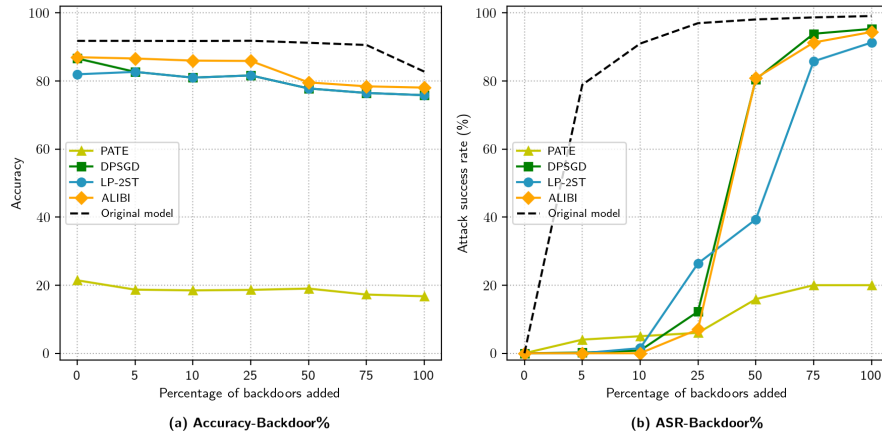 100
80
60
40
20
0
Accuracy
PATE
DPSGD
LP-2ST
ALIBI
Original model
0 5 10 25 50 75 100
Percentage of backdoors added
(a) Accuracy-Backdoor%
100
80
60
40
20
0
Attack success rate (%)
PATE
DPSGD
LP-2ST
ALIBI
Original model
0 5 10 25 50 75 100
Percentage of backdoors added
(b) ASR-Backdoor%